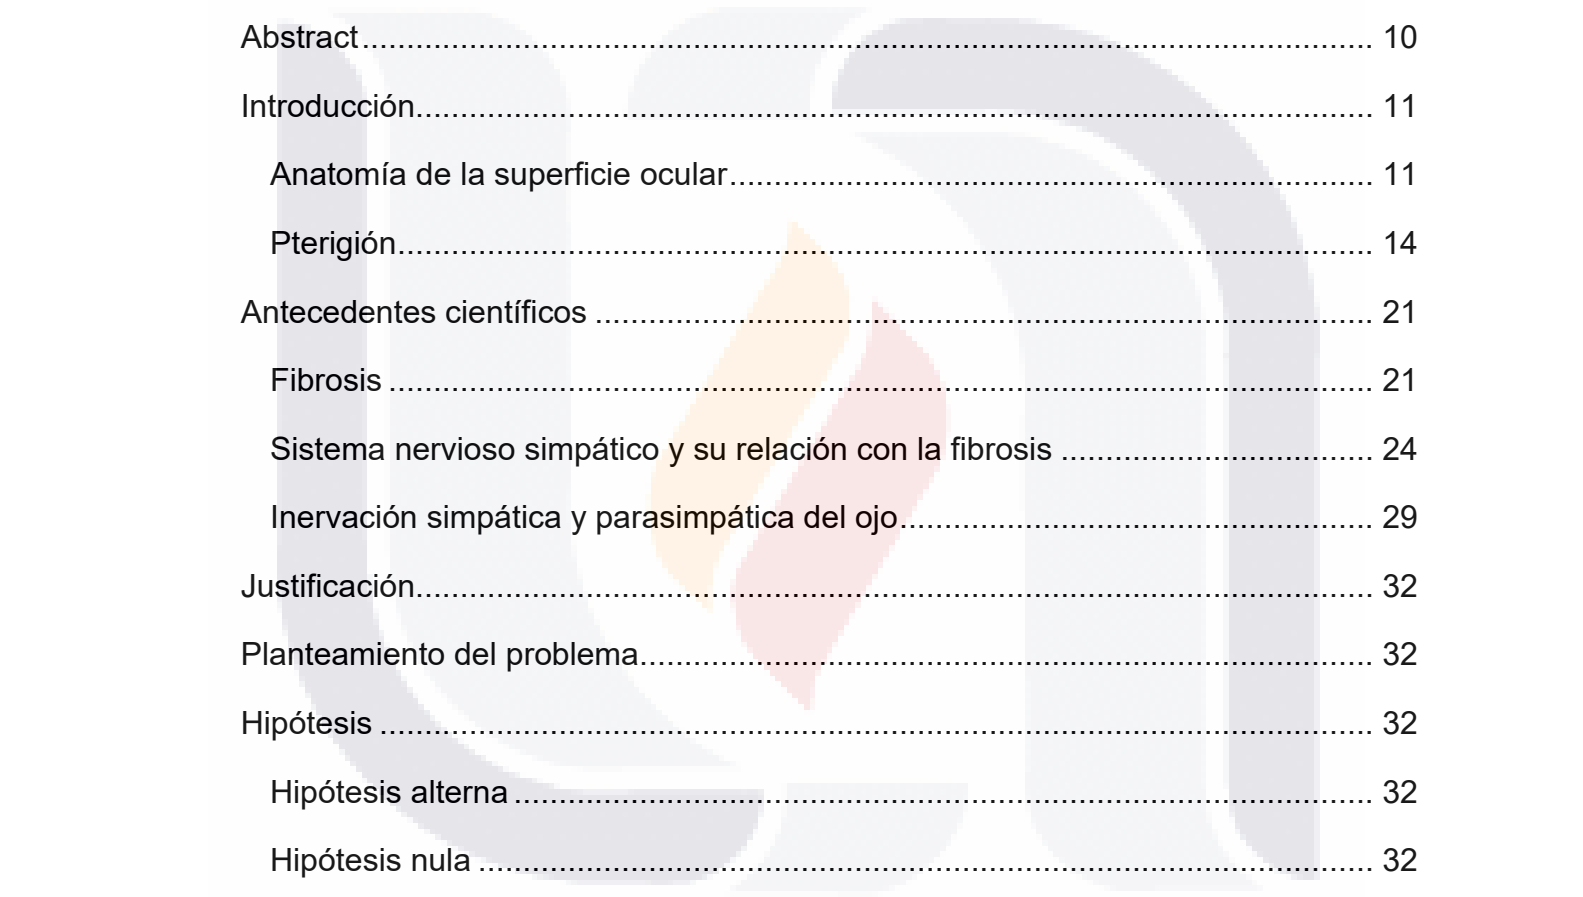 Abstract.................................................................................................................. 10
Introducción............................................................................................................ 11
Anatomía de la superficie ocular........................................................................ 11
Pterigión............................................................................................................. 14
Antecedentes científicos ....................................................................................... 21
Fibrosis .............................................................................................................. 21
Sistema nervioso simpático y su relación con la fibrosis ................................... 24
Inervación simpática y parasimpática del ojo..................................................... 29
Justificación............................................................................................................ 32
Planteamiento del problema................................................................................... 32
Hipótesis ................................................................................................................ 32
Hipótesis alterna ................................................................................................ 32
Hipótesis nula .................................................................................................... 32